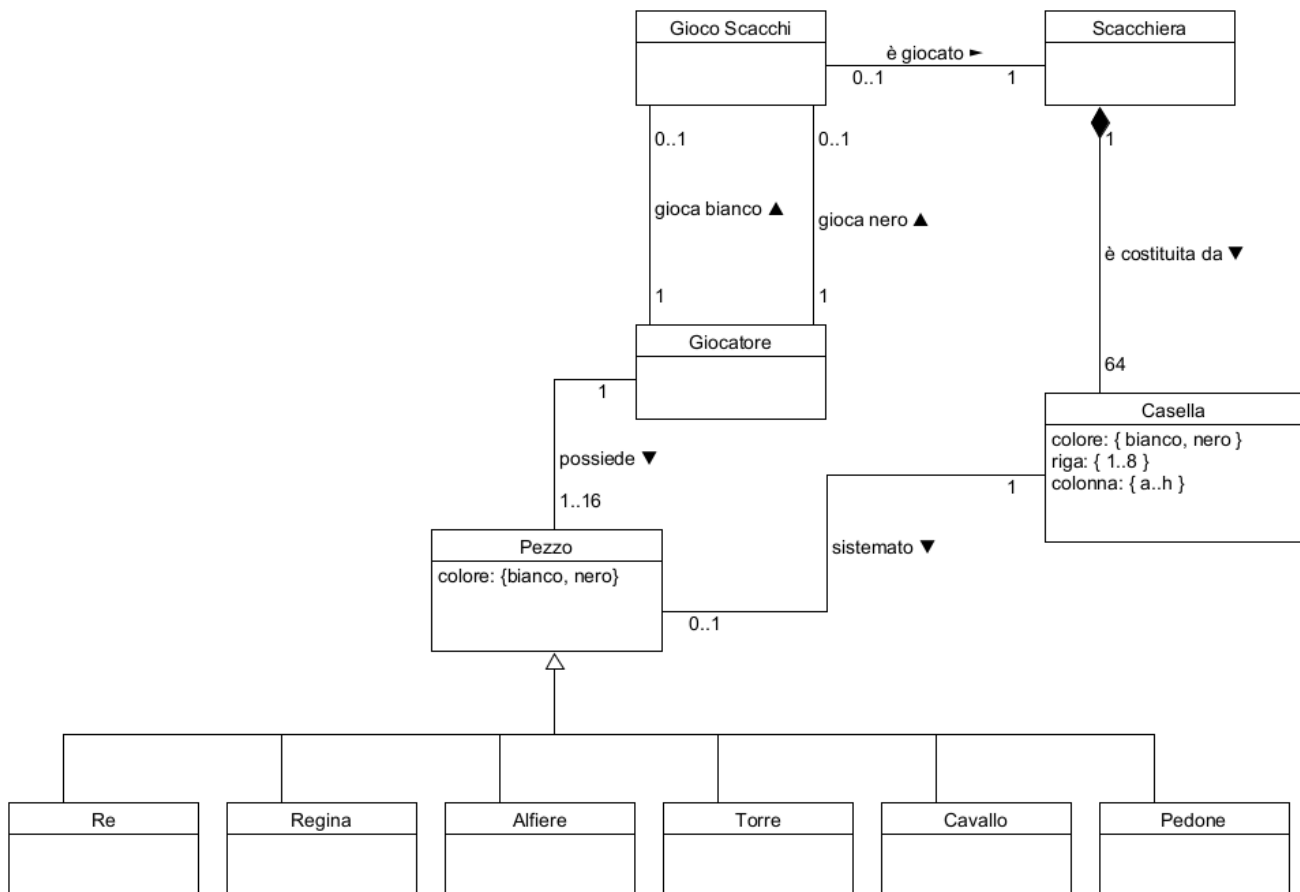 Gioco Scacchi
Scacchiera
è giocato ►
0..1
1
0..1
0..1
1
gioca bianco ▲
gioca nero ▲
è costituita da ▼
1
1
64
Giocatore
1
Casella
colore: { bianco, nero }
riga: { 1..8 }
colonna: { a..h }
possiede ▼
1..16
1
sistemato ▼
Pezzo
colore: {bianco, nero}
0..1
Re
Regina
Alfiere
Torre
Cavallo
Pedone